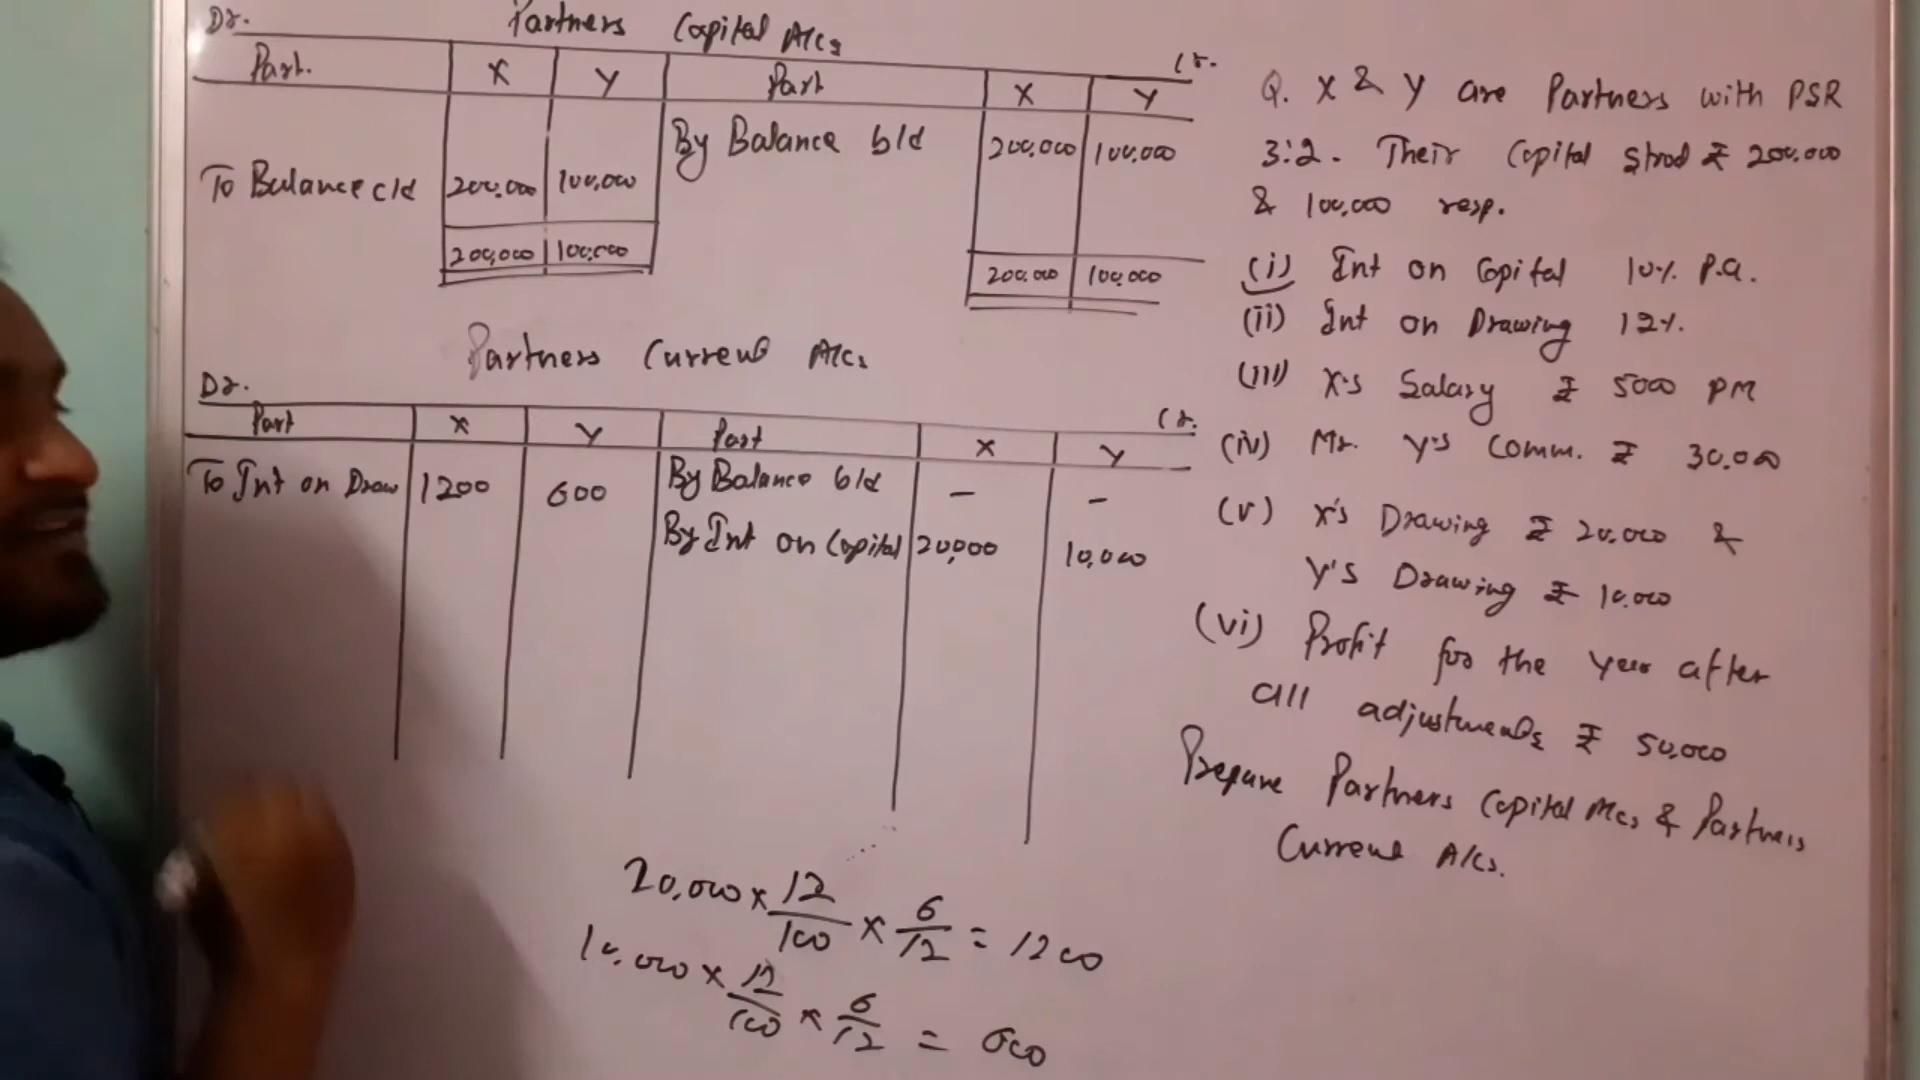 Partners Capital A/cs
Dr. Cr.
Part. X Y Part X Y
By Balance b/d 200,000 100,000
To Balance c/d 200,000 100,000
200,000 100,000 200,000 100,000
Partners Current A/cs
Dr. Cr.
Part X Y Part X Y
To Int on Draw 1200 600 By Balance b/d - -
By Int on Capital 20,000 10,000
20,000 x 12/100 x 6/12 = 1200
10,000 x 12/100 x 6/12 = 600
Q. X & Y are Partners with PSR
3:2. Their Capital stood ₹ 200,000
& 100,000 resp.
(i) Int on Capital 10% P.a.
(ii) Int on Drawing 12%.
(iii) X's Salary ₹ 5000 PM
(iv) Mr. Y's Comm. ₹ 30,000
(v) X's Drawing ₹ 20,000 &
Y'S Drawing ₹ 10,000
(vi) Profit for the year after
all adjustments ₹ 50,000
Prepare Partners Capital A/cs & Partners
Current A/cs.